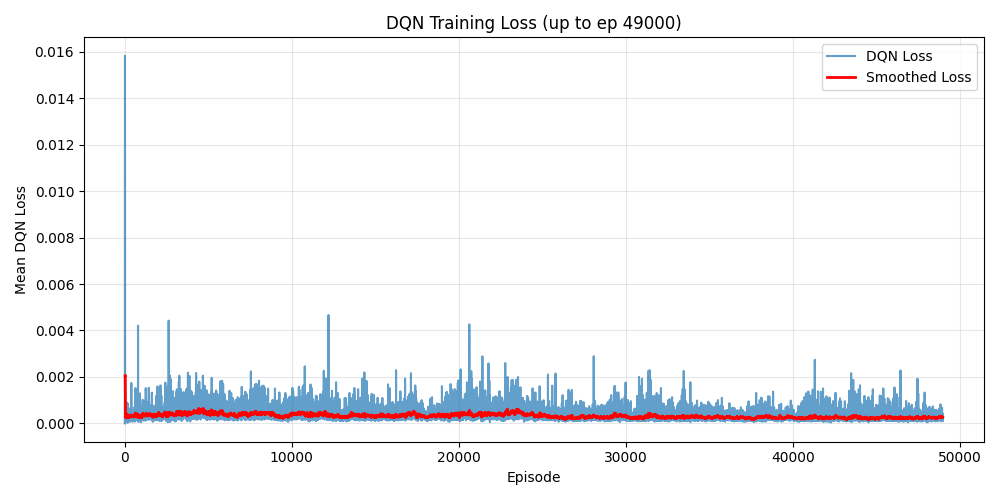 DQN Training Loss (up to ep 49000)
DQN Loss
Smoothed Loss
0.016
0.014
0.012
0.010
0.008
0.006
0.004
0.002
0.000
Mean DQN Loss
0 10000 20000 30000 40000 50000
Episode